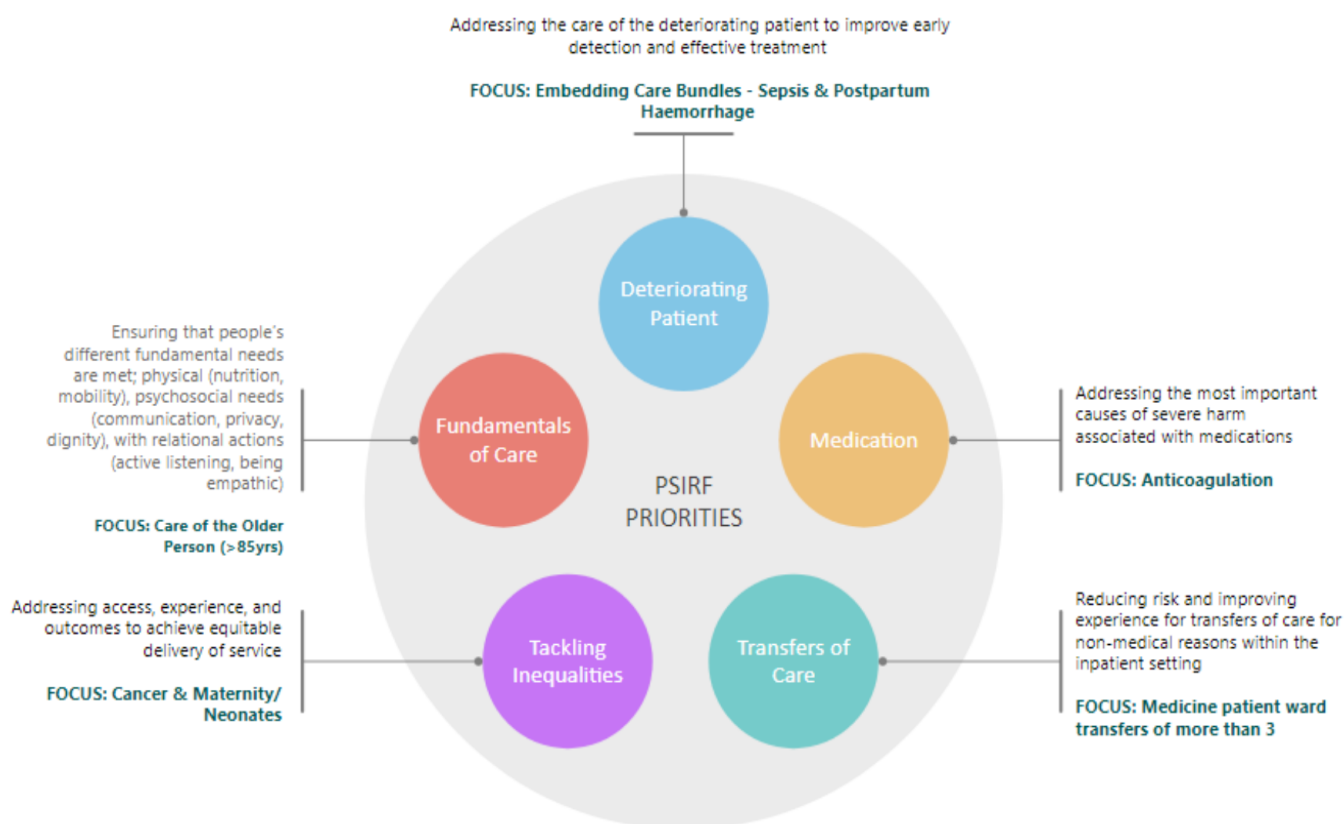 Addressing the care of the deteriorating patient to improve early
detection and effective treatment
FOCUS: Embedding Care Bundles - Sepsis & Postpartum
Haemorrhage
Deteriorating
Patient
Ensuring that people's
different fundamental needs
are met; physical (nutrition,
mobility), psychosocial needs
(communication, privacy,
dignity), with relational actions
(active listening, being
empathic)
FOCUS: Care of the Older
Person (>85yrs)
Fundamentals
of Care
Medication
Addressing the most important
causes of severe harm
associated with medications
FOCUS: Anticoagulation
PSIRF
PRIORITIES
Addressing access, experience, and
outcomes to achieve equitable
delivery of service
FOCUS: Cancer & Maternity/
Neonates
Tackling
Inequalities
Transfers of
Care
Reducing risk and improving
experience for transfers of care for
non-medical reasons within the
inpatient setting
FOCUS: Medicine patient ward
transfers of more than 3